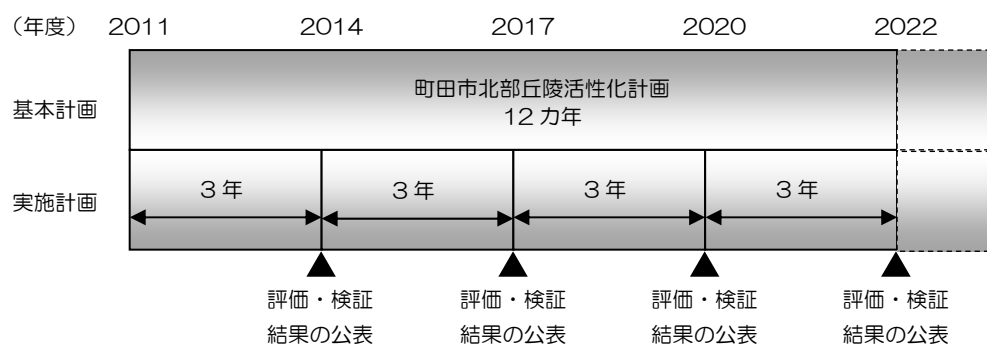 （年度） 2011 2014 2017 2020 2022
基本計画
町田市北部丘陵活性化計画
12カ年
実施計画
3年 3年 3年 3年
評価・検証 評価・検証 評価・検証 評価・検証
結果の公表 結果の公表 結果の公表 結果の公表